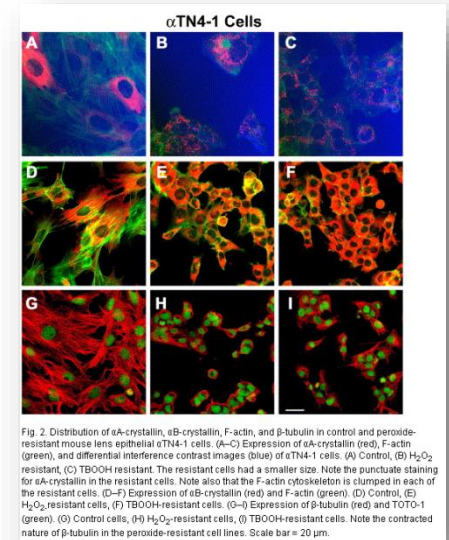 αTN4-1 Cells
A
B
C
D
E
F
G
H
I
Fig. 2. Distribution of αA-crystallin, αB-crystallin, F-actin, and β-tubulin in control and peroxide-
resistant mouse lens epithelial αTN4-1 cells. (A–C) Expression of αA-crystallin (red), F-actin
(green), and differential interference contrast images (blue) of αTN4-1 cells. (A) Control, (B) H₂O₂
resistant, (C) TBOOH resistant. The resistant cells had a smaller size. Note the punctuate staining
for αA-crystallin in the resistant cells. Note also that the F-actin cytoskeleton is clumped in each of
the resistant cells. (D–F) Expression of αB-crystallin (red) and F-actin (green). (D) Control, (E)
H₂O₂ resistant cells, (F) TBOOH-resistant cells. (G–I) Expression of β-tubulin (red) and TOTO-1
(green). (G) Control cells, (H) H₂O₂-resistant cells, (I) TBOOH-resistant cells. Note the contracted
nature of β-tubulin in the peroxide-resistant cell lines. Scale bar = 20 μm.